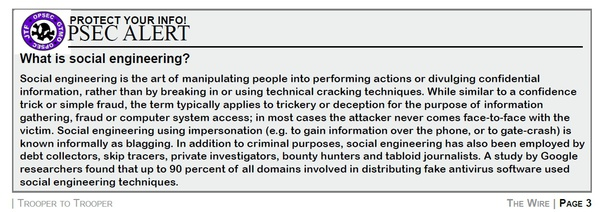 PROTECT YOUR INFO!
PSEC ALERT
OPSEC GTMO OPSEC JTF
What is social engineering?
Social engineering is the art of manipulating people into performing actions or divulging confidential
information, rather than by breaking in or using technical cracking techniques. While similar to a confidence
trick or simple fraud, the term typically applies to trickery or deception for the purpose of information
gathering, fraud or computer system access; in most cases the attacker never comes face-to-face with the
victim. Social engineering using impersonation (e.g. to gain information over the phone, or to gate-crash) is
known informally as blagging. In addition to criminal purposes, social engineering has also been employed by
debt collectors, skip tracers, private investigators, bounty hunters and tabloid journalists. A study by Google
researchers found that up to 90 percent of all domains involved in distributing fake antivirus software used
social engineering techniques.
| TROOPER TO TROOPER
THE WIRE | PAGE 3